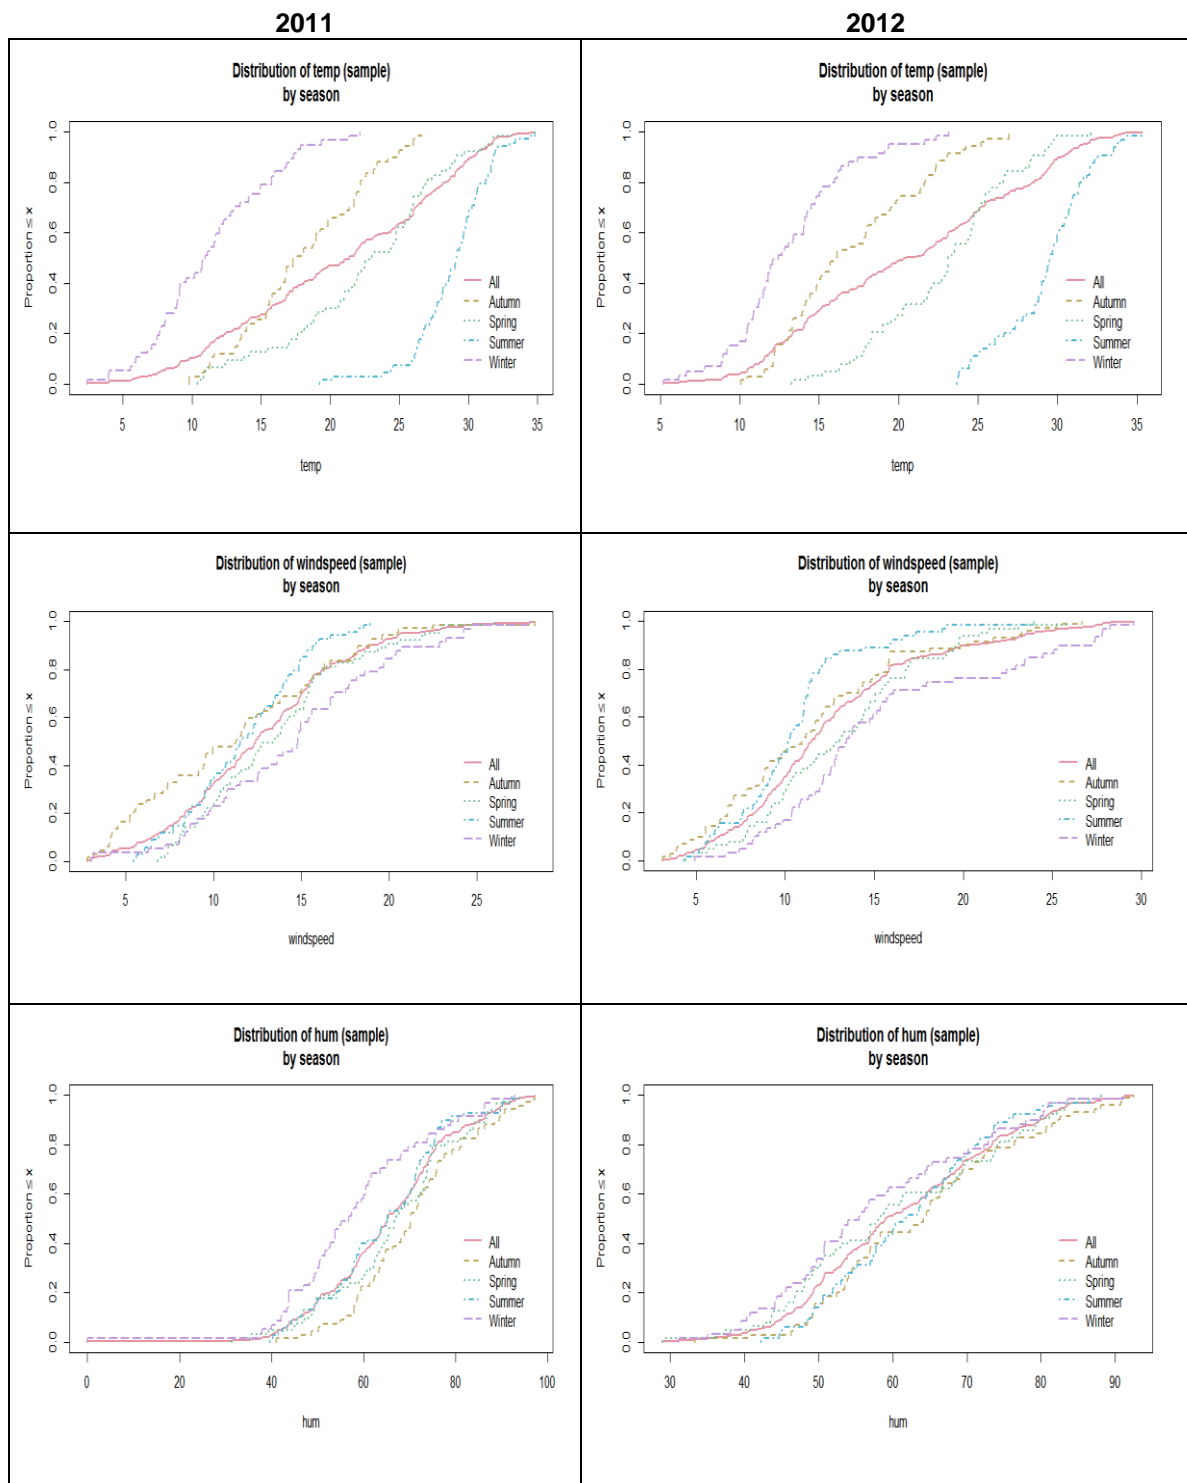 2011
2012
Distribution of temp (sample)
by season
Proportion ≤ x
0.0 0.2 0.4 0.6 0.8 1.0
All
Autumn
Spring
Summer
Winter
5 10 15 20 25 30 35
temp
Distribution of temp (sample)
by season
Proportion ≤ x
0.0 0.2 0.4 0.6 0.8 1.0
All
Autumn
Spring
Summer
Winter
5 10 15 20 25 30 35
temp
Distribution of windspeed (sample)
by season
Proportion ≤ x
0.0 0.2 0.4 0.6 0.8 1.0
All
Autumn
Spring
Summer
Winter
5 10 15 20 25
windspeed
Distribution of windspeed (sample)
by season
Proportion ≤ x
0.0 0.2 0.4 0.6 0.8 1.0
All
Autumn
Spring
Summer
Winter
5 10 15 20 25 30
windspeed
Distribution of hum (sample)
by season
Proportion ≤ x
0.0 0.2 0.4 0.6 0.8 1.0
All
Autumn
Spring
Summer
Winter
0 20 40 60 80 100
hum
Distribution of hum (sample)
by season
Proportion ≤ x
0.0 0.2 0.4 0.6 0.8 1.0
All
Autumn
Spring
Summer
Winter
30 40 50 60 70 80 90
hum